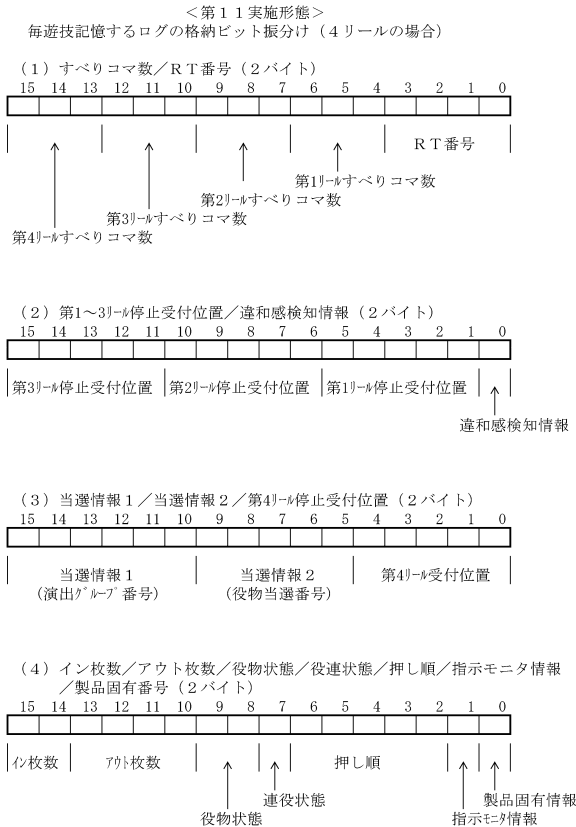 ＜第１１実施形態＞
毎遊技記憶するログの格納ビット振分け（４リールの場合）
（１）すべりコマ数／ＲＴ番号（２バイト）
15 14 13 12 11 10 9 8 7 6 5 4 3 2 1 0
ＲＴ番号
第1ﾘｰﾙすべりコマ数
第2ﾘｰﾙすべりコマ数
第3ﾘｰﾙすべりコマ数
第4ﾘｰﾙすべりコマ数
（２）第1～3ﾘｰﾙ停止受付位置／違和感検知情報（２バイト）
15 14 13 12 11 10 9 8 7 6 5 4 3 2 1 0
第3ﾘｰﾙ停止受付位置 第2ﾘｰﾙ停止受付位置 第1ﾘｰﾙ停止受付位置
違和感検知情報
（３）当選情報１／当選情報２／第4ﾘｰﾙ停止受付位置（２バイト）
15 14 13 12 11 10 9 8 7 6 5 4 3 2 1 0
当選情報１ 当選情報２ 第4ﾘｰﾙ受付位置
（演出ｸﾞﾙｰﾌﾟ番号） （役物当選番号）
（４）イン枚数／アウト枚数／役物状態／役連状態／押し順／指示モニタ情報
／製品固有番号（２バイト）
15 14 13 12 11 10 9 8 7 6 5 4 3 2 1 0
ｲﾝ枚数 ｱｳﾄ枚数 押し順
連役状態 製品固有情報
役物状態 指示ﾓﾆﾀ情報